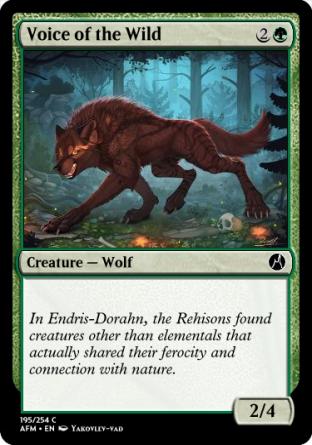 Voice of the Wild 2
Creature — Wolf
In Endris-Dorahn, the Rehisons found
creatures other than elementals that
actually shared their ferocity and
connection with nature.
2/4
195/254 C
AFM • EN Yakovlev-vad